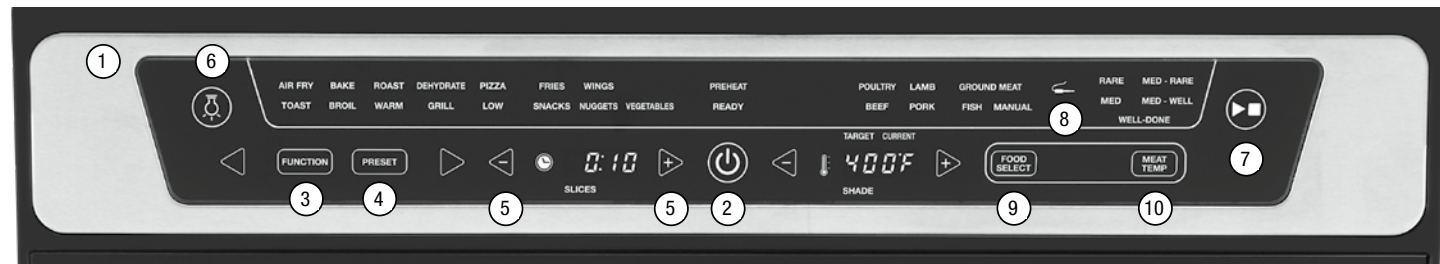 1
6
AIR FRY BAKE ROAST DEHYDRATE PIZZA FRIES WINGS PREHEAT POULTRY LAMB GROUND MEAT RARE MED - RARE
TOAST BROIL WARM GRILL LOW SNACKS NUGGETS VEGETABLES READY BEEF PORK FISH MANUAL MED MED - WELL
8 WELL-DONE
TARGET CURRENT
7
FUNCTION PRESET - 0:10 + - 400°F + FOOD SELECT MEAT TEMP
SLICES SHADE
3 4 5 5 2 9 10